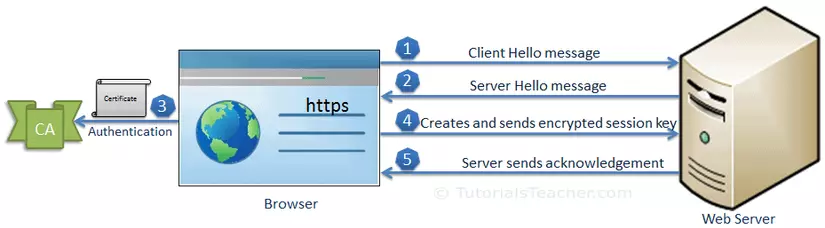 1
Client Hello message
2
Server Hello message
Certificate
3
CA
Authentication
https
4
Creates and sends encrypted session key
5
Server sends acknowledgement
© TutorialsTeacher.com
Browser
Web Server